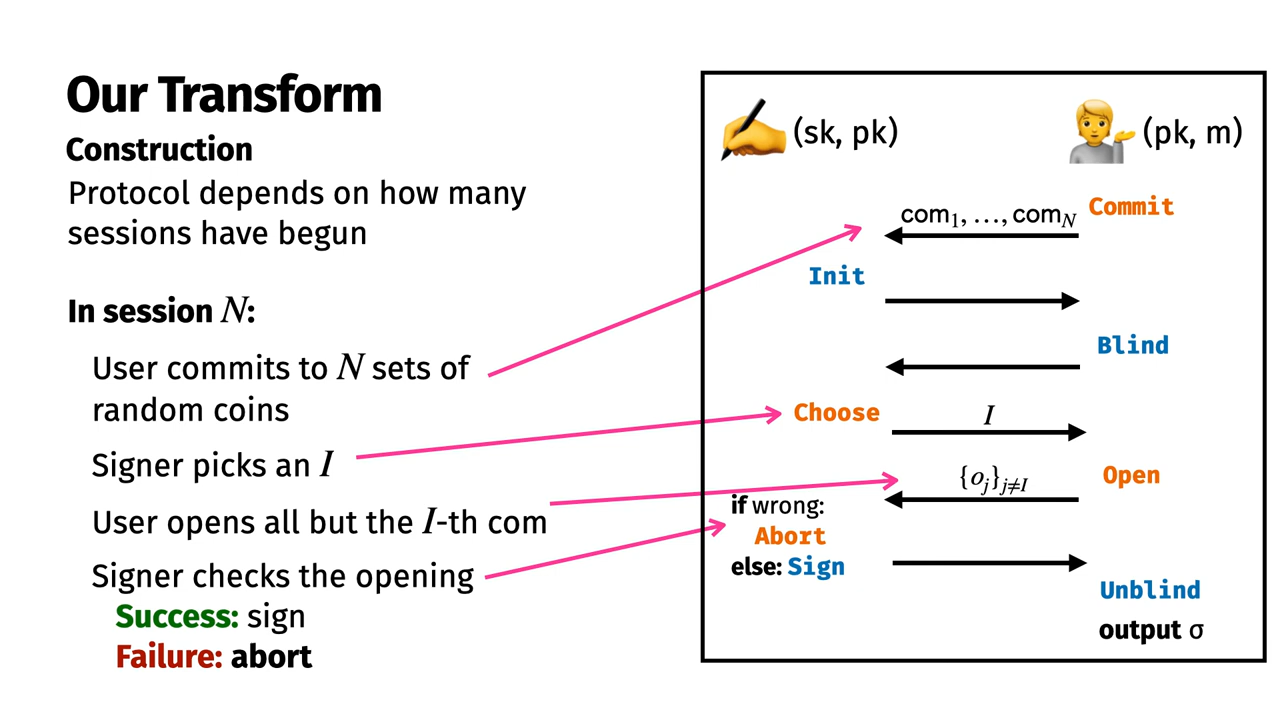 Our Transform
Construction
Protocol depends on how many
sessions have begun
In session N:
User commits to N sets of
random coins
Signer picks an I
User opens all but the I-th com
Signer checks the opening
Success: sign
Failure: abort
(sk, pk)
(pk, m)
com₁, …, com_N
Commit
Init
Blind
Choose
I
{o_j}_{j≠I}
Open
if wrong:
Abort
else: Sign
Unblind
output σ